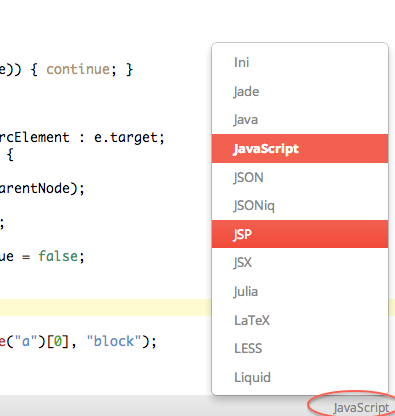 e)) { continue; }
rcElement : e.target;
{
arentNode);
;
ue = false;
e("a")[0], "block");
Ini
Jade
Java
JavaScript
JSON
JSONiq
JSP
JSX
Julia
LaTeX
LESS
Liquid
JavaScript